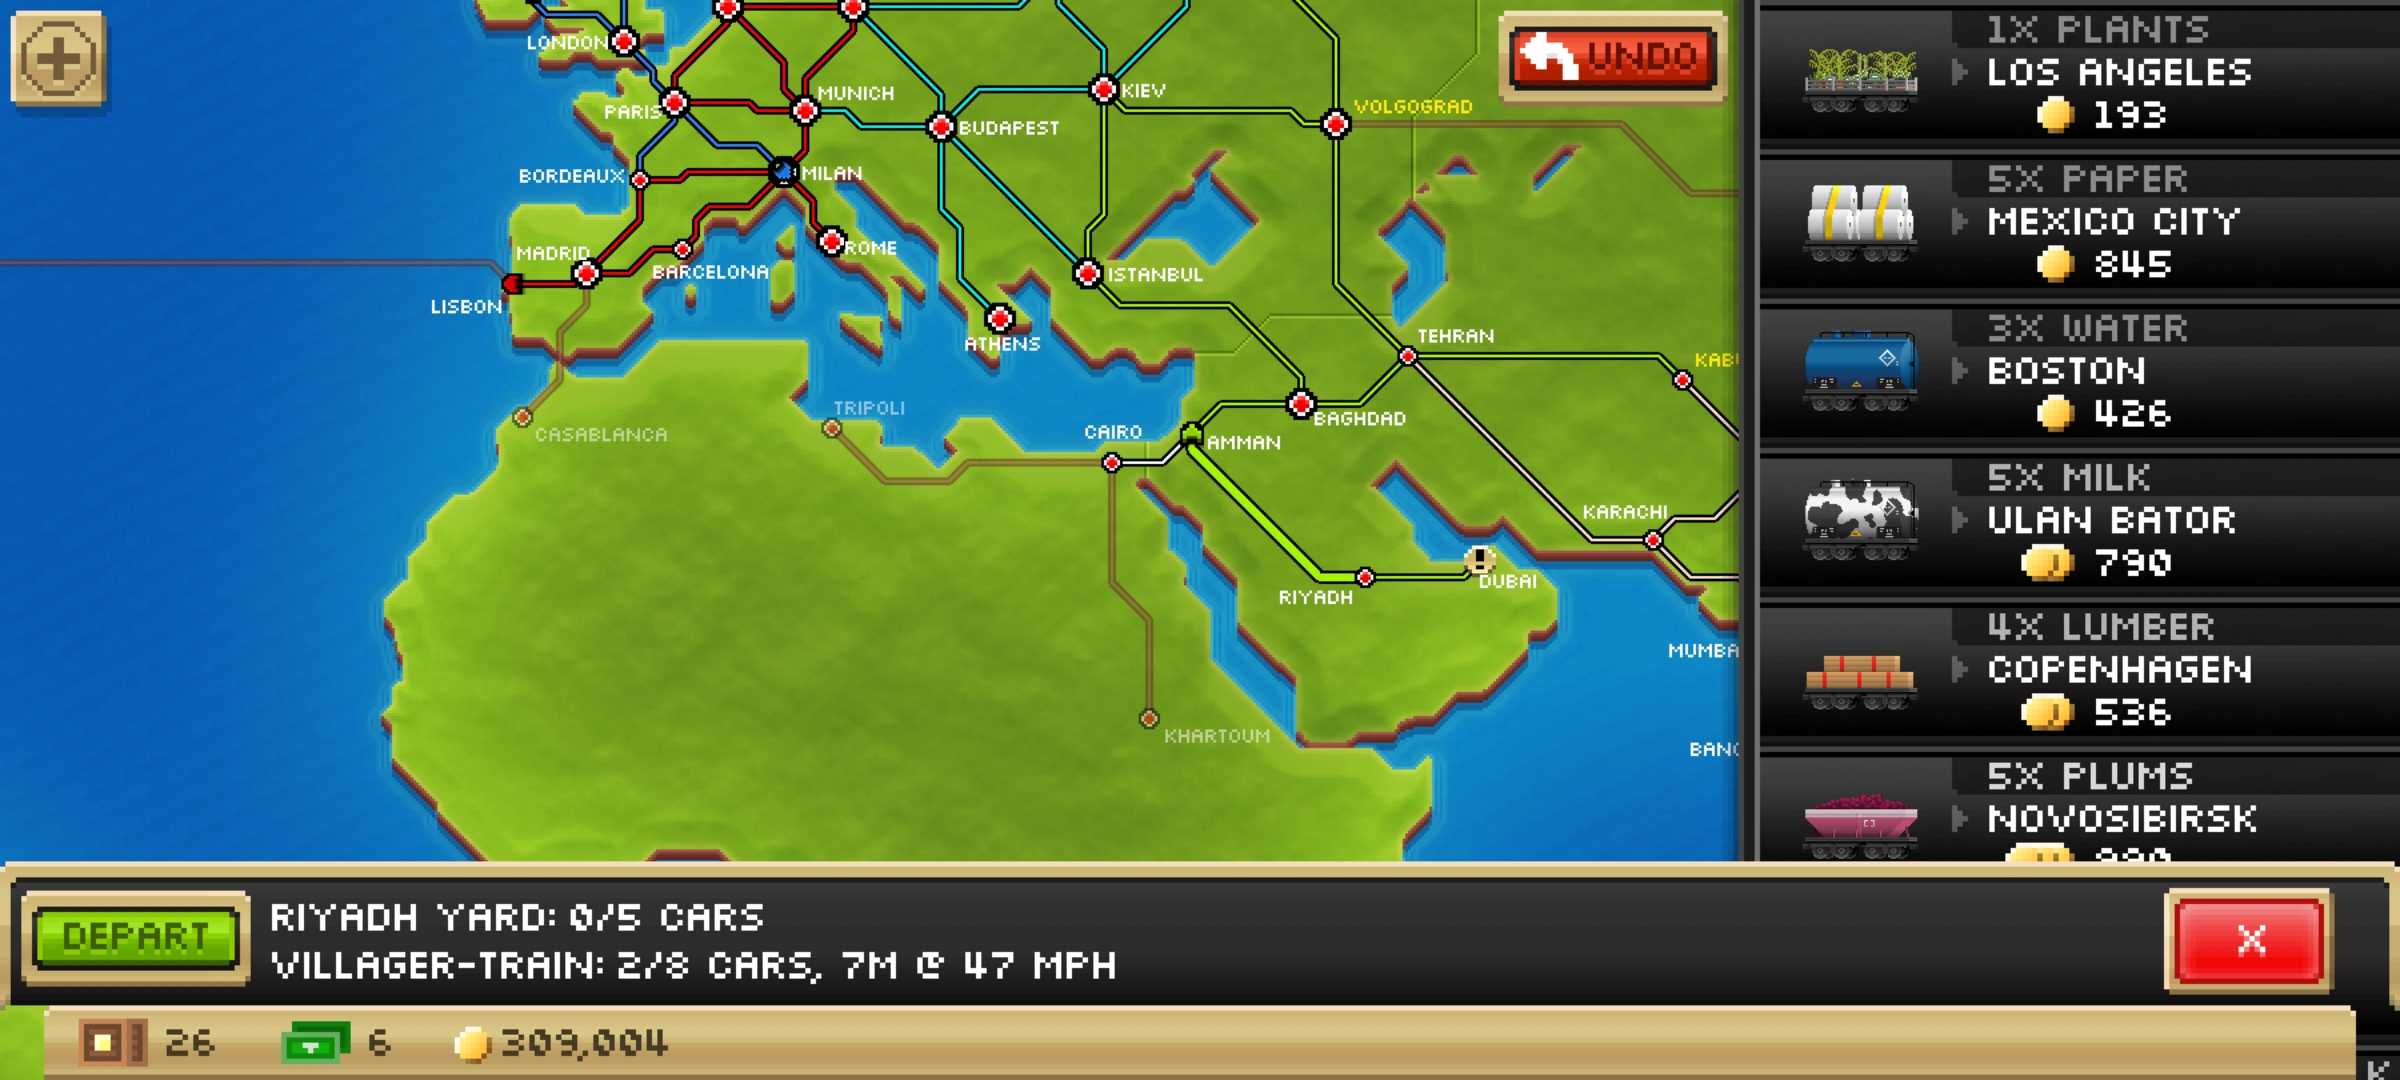 LONDON
PARIS
MUNICH
BUDAPEST
KIEV
VOLGOGRAD
BORDEAUX
MILAN
MADRID
ROME
BARCELONA
LISBON
ISTANBUL
ATHENS
TEHRAN
BAGHDAD
CASABLANCA
TRIPOLI
CAIRO
AMMAN
KARACHI
DUBAI
RIYADH
KHARTOUM
UNDO
1X PLANTS
LOS ANGELES
193
5X PAPER
MEXICO CITY
845
3X WATER
BOSTON
426
5X MILK
ULAN BATOR
790
4X LUMBER
COPENHAGEN
536
5X PLUMS
NOVOSIBIRSK
DEPART
RIYADH YARD: 0/5 CARS
VILLAGER-TRAIN: 2/8 CARS, 7M @ 47 MPH
X
26
6
309,004